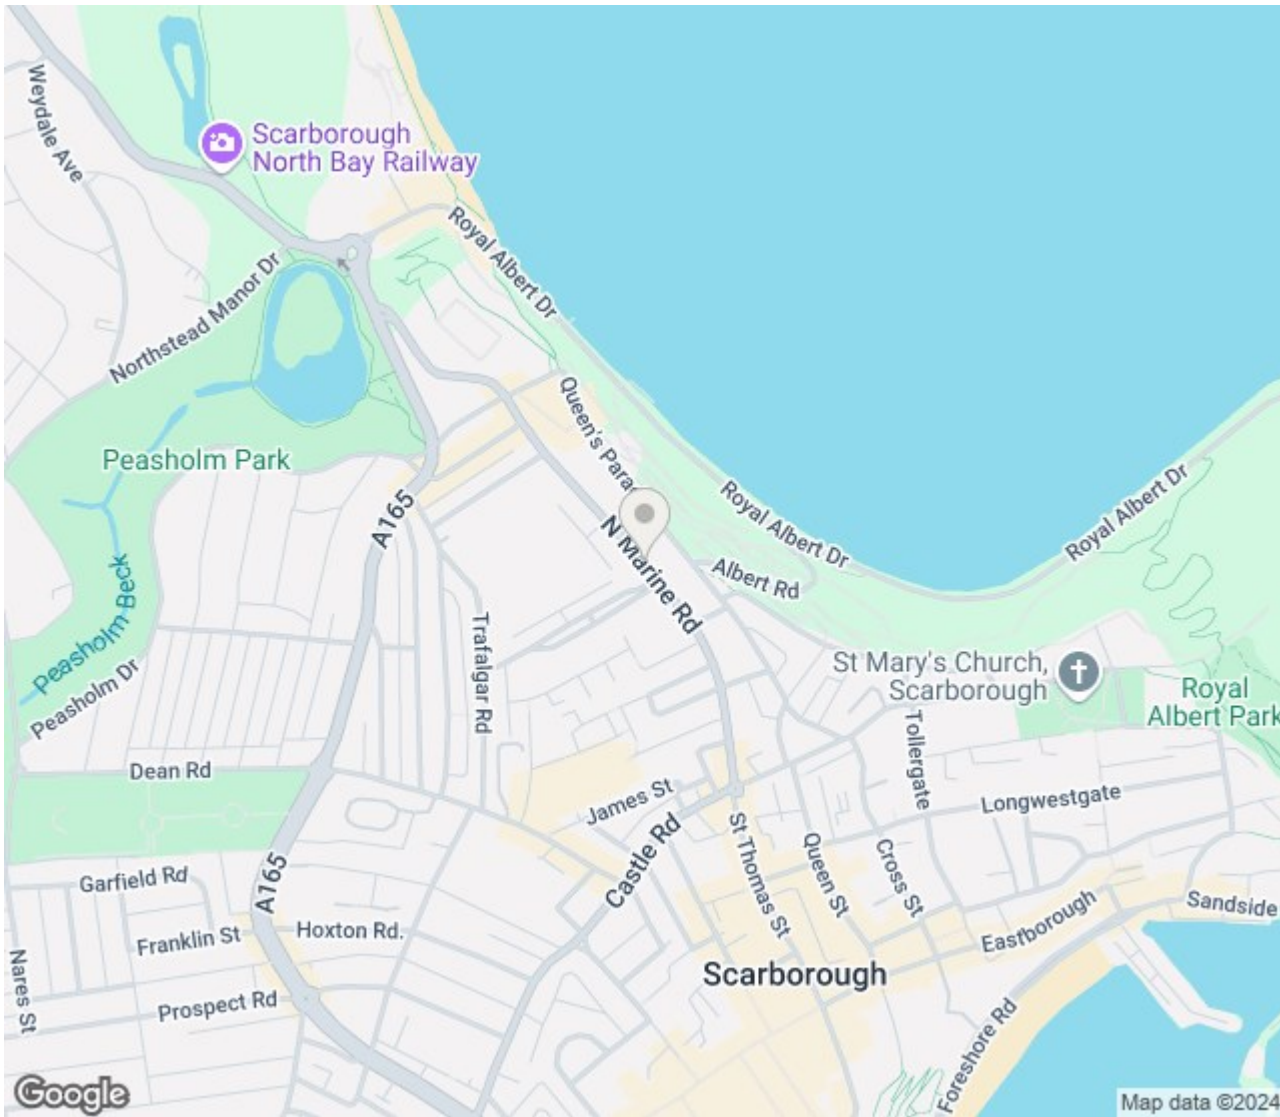 Weydale Ave
Scarborough
North Bay Railway
Royal Albert Dr
Northstead Manor Dr
Queen's Para
Peasholm Park
A165
N Marine Rd
Royal Albert Dr
Royal Albert Dr
Albert Rd
Peasholm Beck
Peasholm Dr
Trafalgar Rd
St Mary's Church,
Scarborough
Royal
Albert Park
Tollergate
Dean Rd
James St
Longwestgate
Castle Rd
St Thomas St
Queen St
Cross St
Garfield Rd
A165
Sandside
Eastborough
Franklin St
Hoxton Rd.
Nares St
Scarborough
Prospect Rd
Foreshore Rd
Google
Map data ©2024